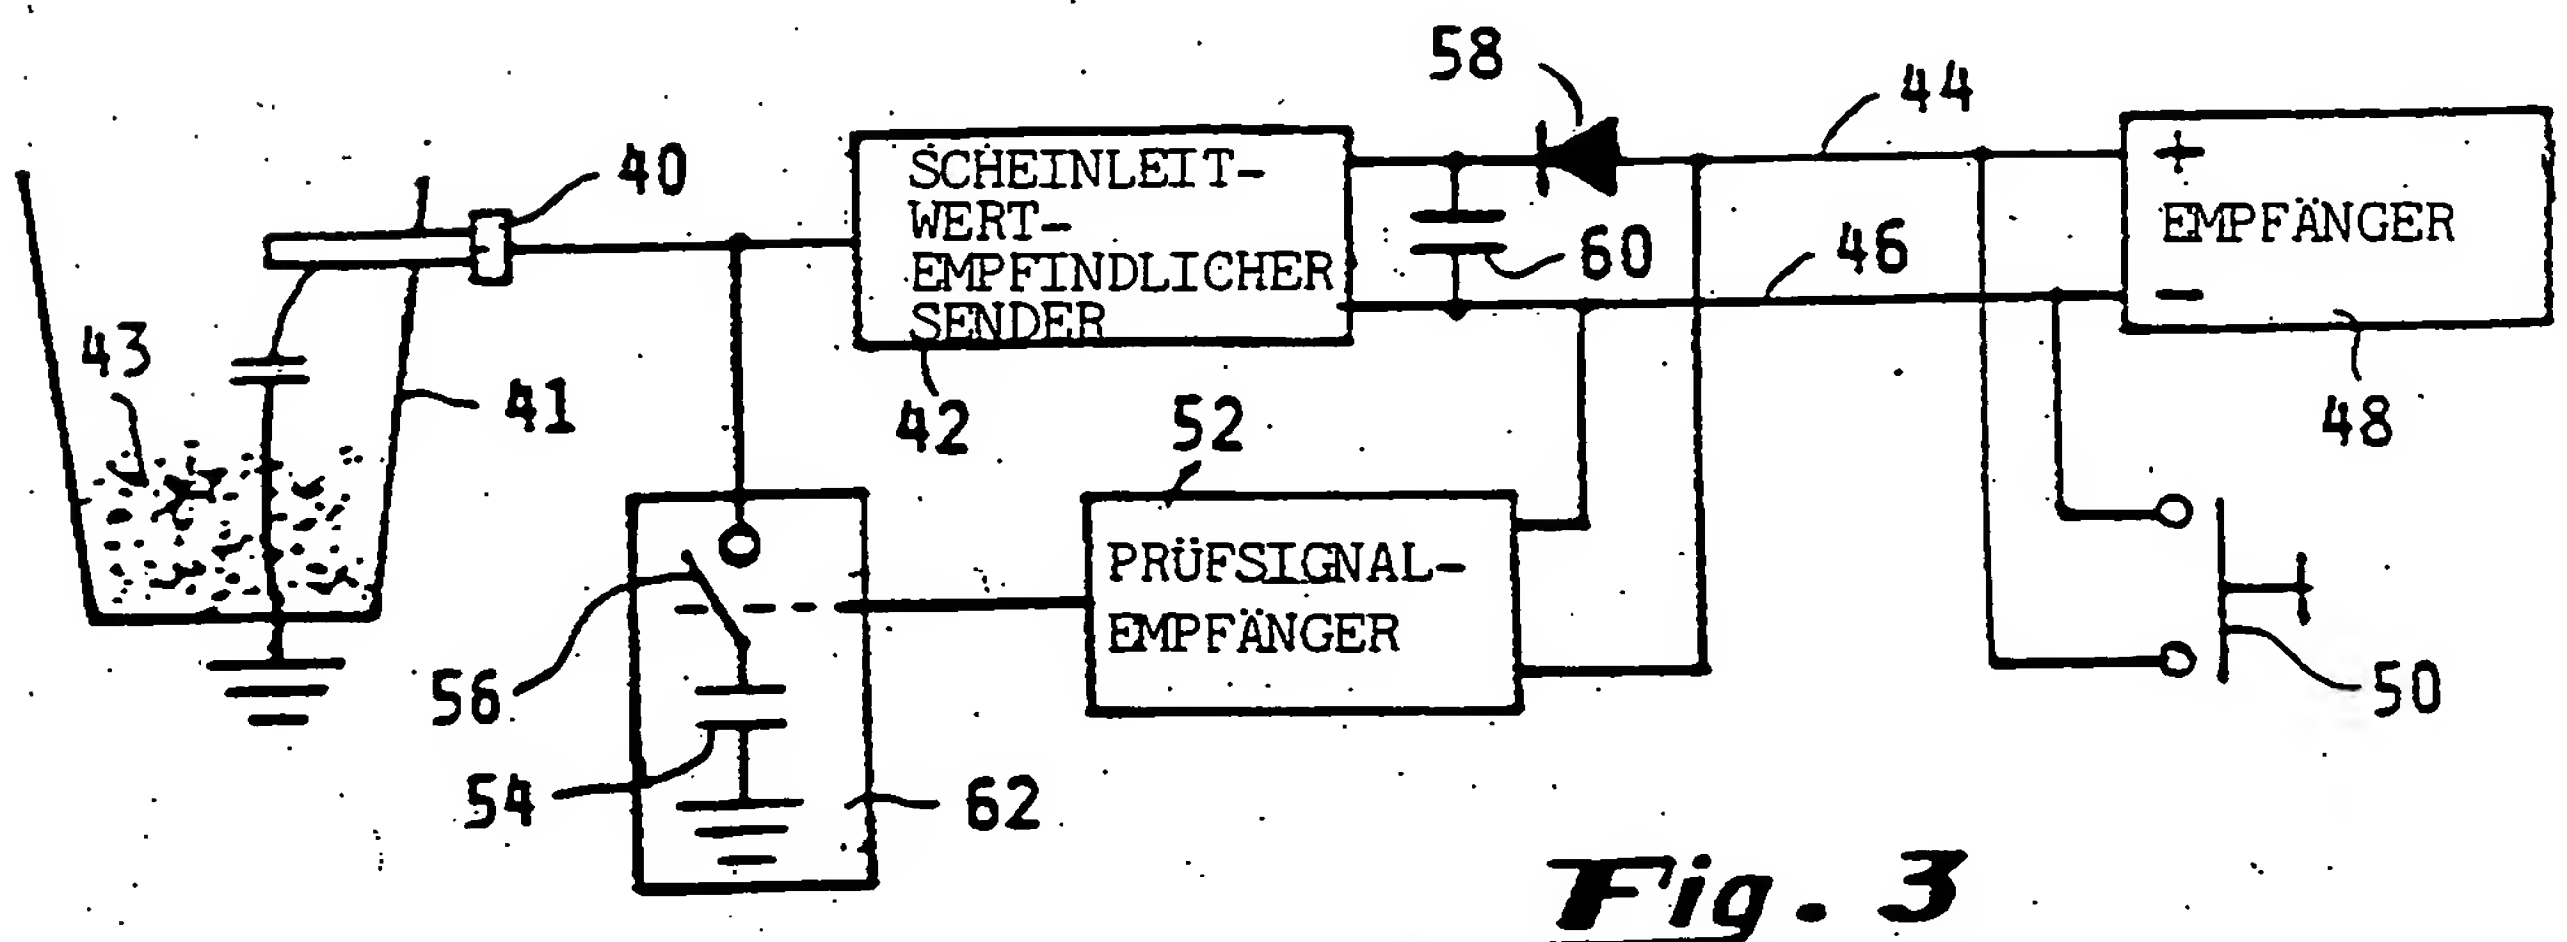 58
44
40
SCHEINLEIT-
WERT-
EMPFINDLICHER
SENDER
+
EMPFÄNGER
−
60
46
43
41
42
52
48
PRÜFSIGNAL-
EMPFÄNGER
56
50
54
62
Fig. 3